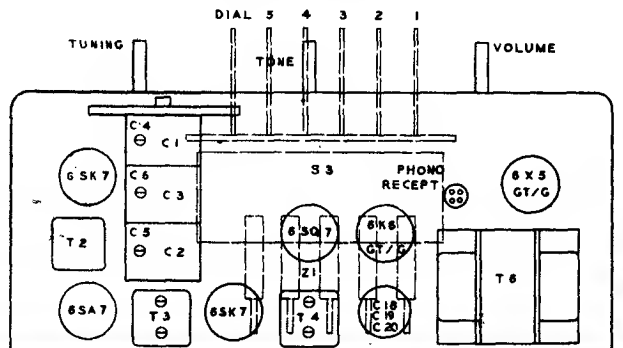 DIAL 5 4 3 2 1
TUNING
TONE
VOLUME
C4
C1
S3
PHONO
RECEPT
6SK7
C6
C3
6X5
GT/G
T2
C5
C2
6SQ7
6K6
GT/G
Z1
T6
6SA7
T3
6SK7
T4
C18
C19
C20